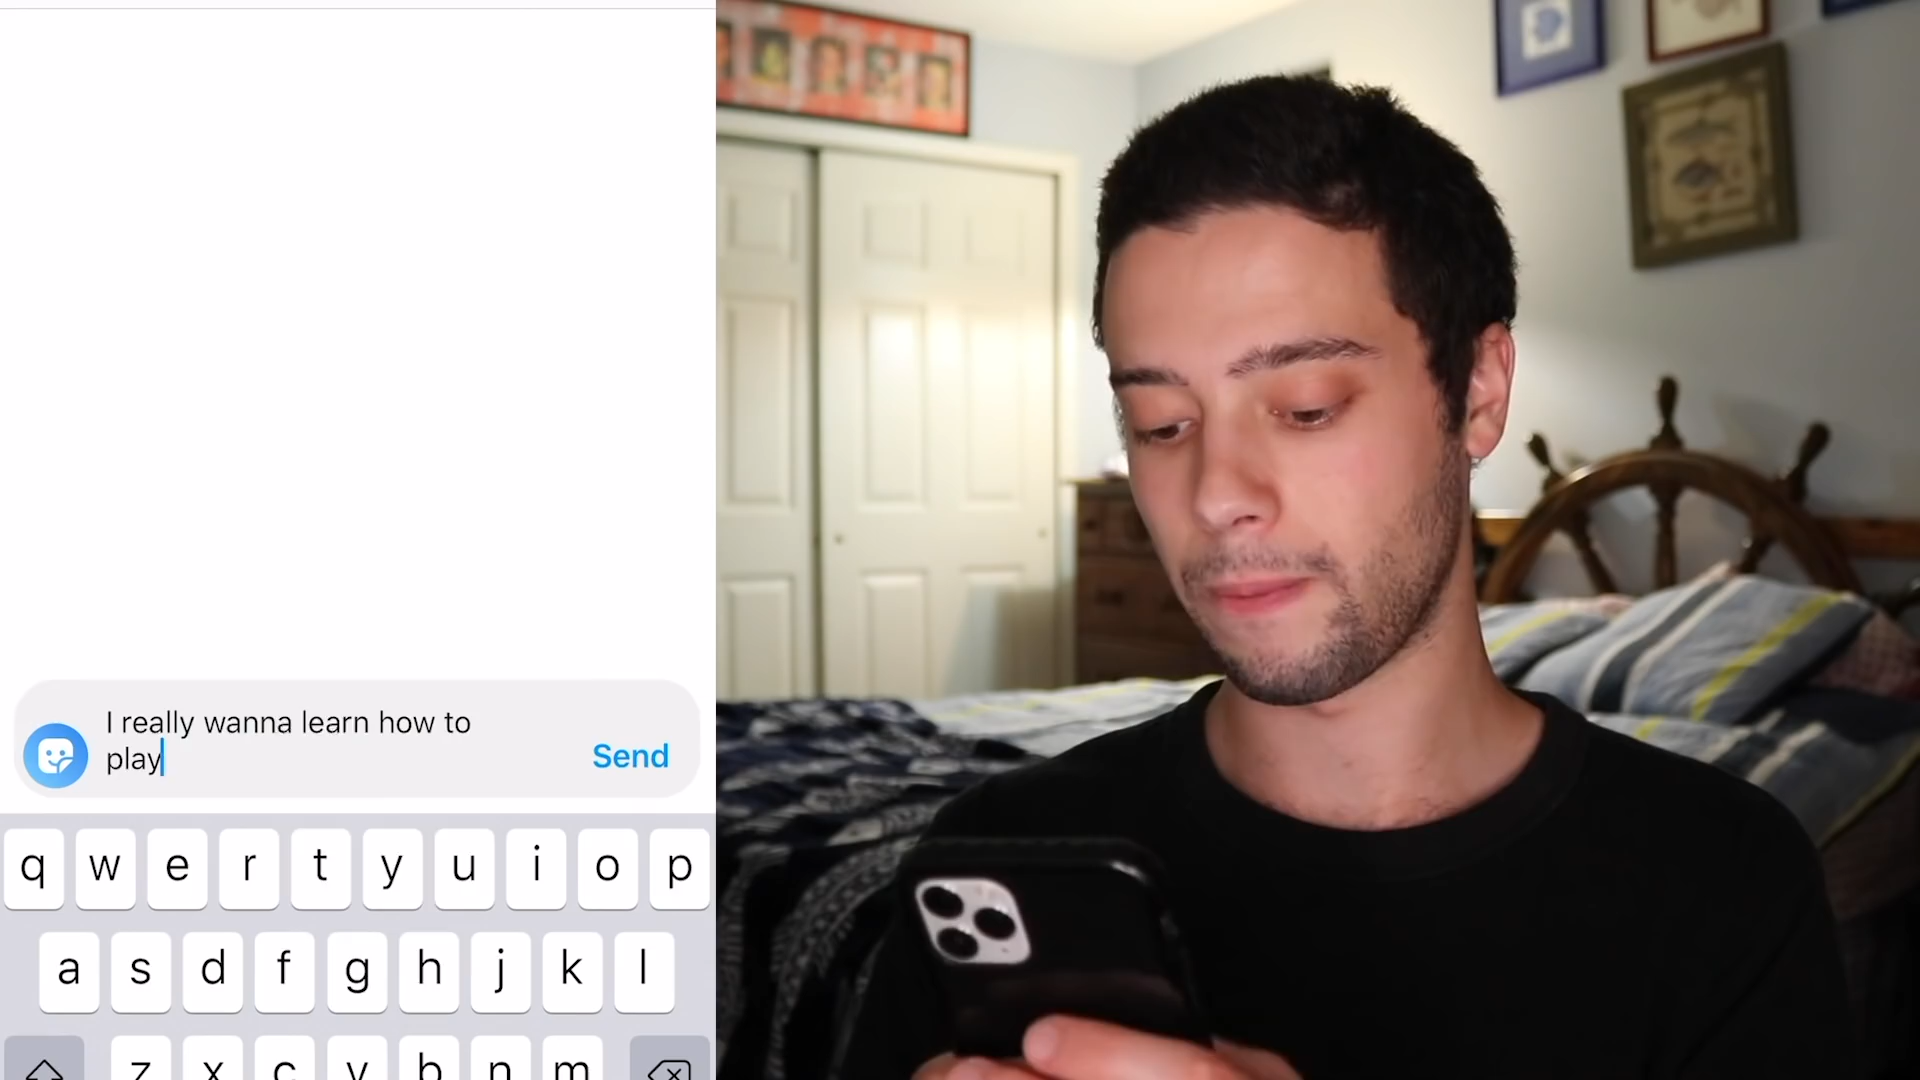 I really wanna learn how to
play
Send
q w e r t y u i o p
a s d f g h j k l
z x c v b n m